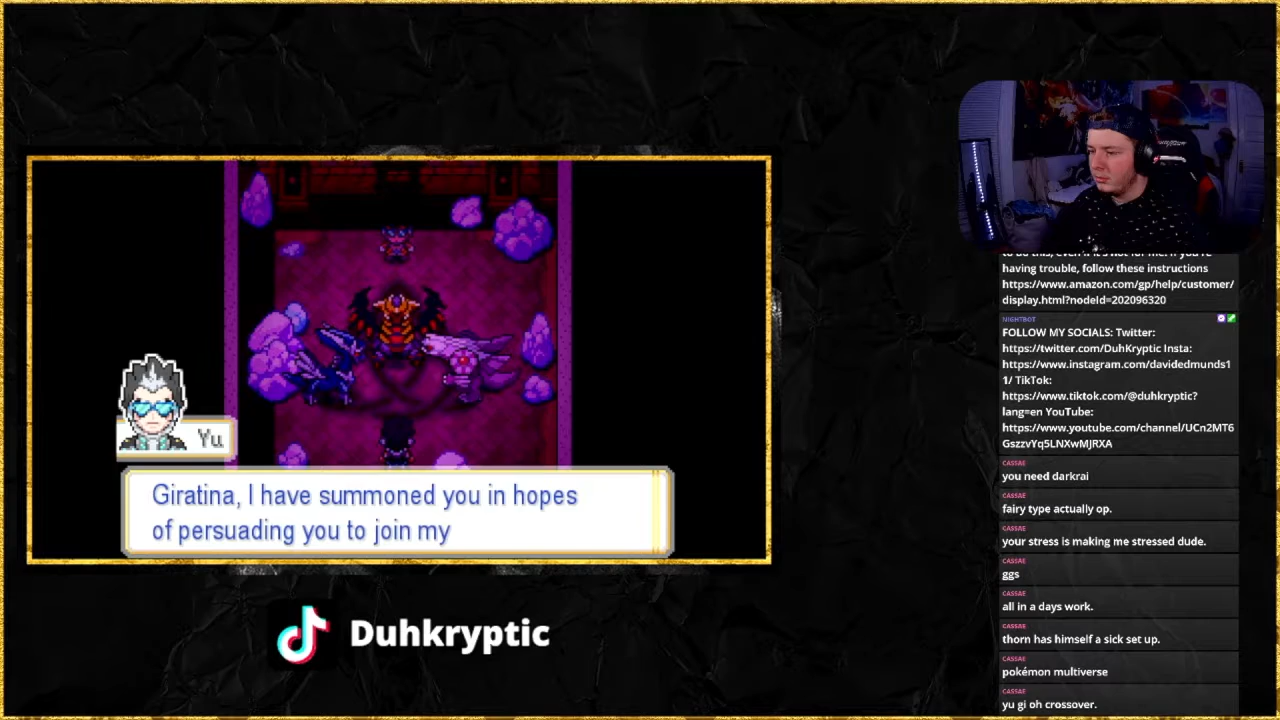 Yu
Giratina, I have summoned you in hopes
of persuading you to join my
Duhkryptic
having trouble, follow these instructions
https://www.amazon.com/gp/help/customer/
display.html?nodeId=202096320
NIGHTBOT
FOLLOW MY SOCIALS: Twitter:
https://twitter.com/DuhKryptic Insta:
https://www.instagram.com/davidedmunds1
1/ TikTok:
https://www.tiktok.com/@duhkryptic?
lang=en YouTube:
https://www.youtube.com/channel/UCn2MT6
GszzvYq5LNXwMJRXA
CASSAE
you need darkrai
CASSAE
fairy type actually op.
CASSAE
your stress is making me stressed dude.
CASSAE
ggs
CASSAE
all in a days work.
CASSAE
thorn has himself a sick set up.
CASSAE
pokémon multiverse
CASSAE
yu gi oh crossover.